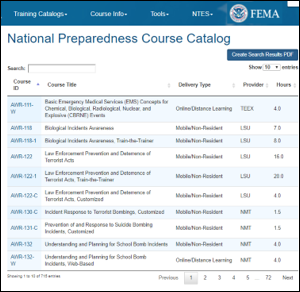 Training Catalogs Course Info Tools NTES FEMA
National Preparedness Course Catalog
Create Search Results PDF
Search: Show 10 entries
Course ID Course Title Delivery Type Provider Hours
AWR-111-W Basic Emergency Medical Services (EMS) Concepts for
Chemical, Biological, Radiological, Nuclear, and
Explosive (CBRNE) Events Online/Distance Learning TEEX 4.0
AWR-118 Biological Incidents Awareness Mobile/Non-Resident LSU 7.0
AWR-118-1 Biological Incidents Awareness, Train-the-Trainer Mobile/Non-Resident LSU 8.0
AWR-122 Law Enforcement Prevention and Deterrence of
Terrorist Acts Mobile/Non-Resident LSU 16.0
AWR-122-1 Law Enforcement Prevention and Deterrence of
Terrorist Acts, Train-the-Trainer Mobile/Non-Resident LSU 20.0
AWR-122-C Law Enforcement Prevention and Deterrence of
Terrorist Acts, Customized Mobile/Non-Resident LSU 4.0
AWR-130-C Incident Response to Terrorist Bombings, Customized Mobile/Non-Resident NMT 1.5
AWR-131-C Prevention of and Response to Suicide Bombing
Incidents, Customized Mobile/Non-Resident NMT 1.5
AWR-132 Understanding and Planning for School Bomb Incidents Mobile/Non-Resident NMT 4.0
AWR-132-W Understanding and Planning for School Bomb
Incidents, Web-Based Mobile/Non-Resident NMT 4.0
Showing 1 to 10 of entries Previous 1 2 3 4 5 ... 72 Next